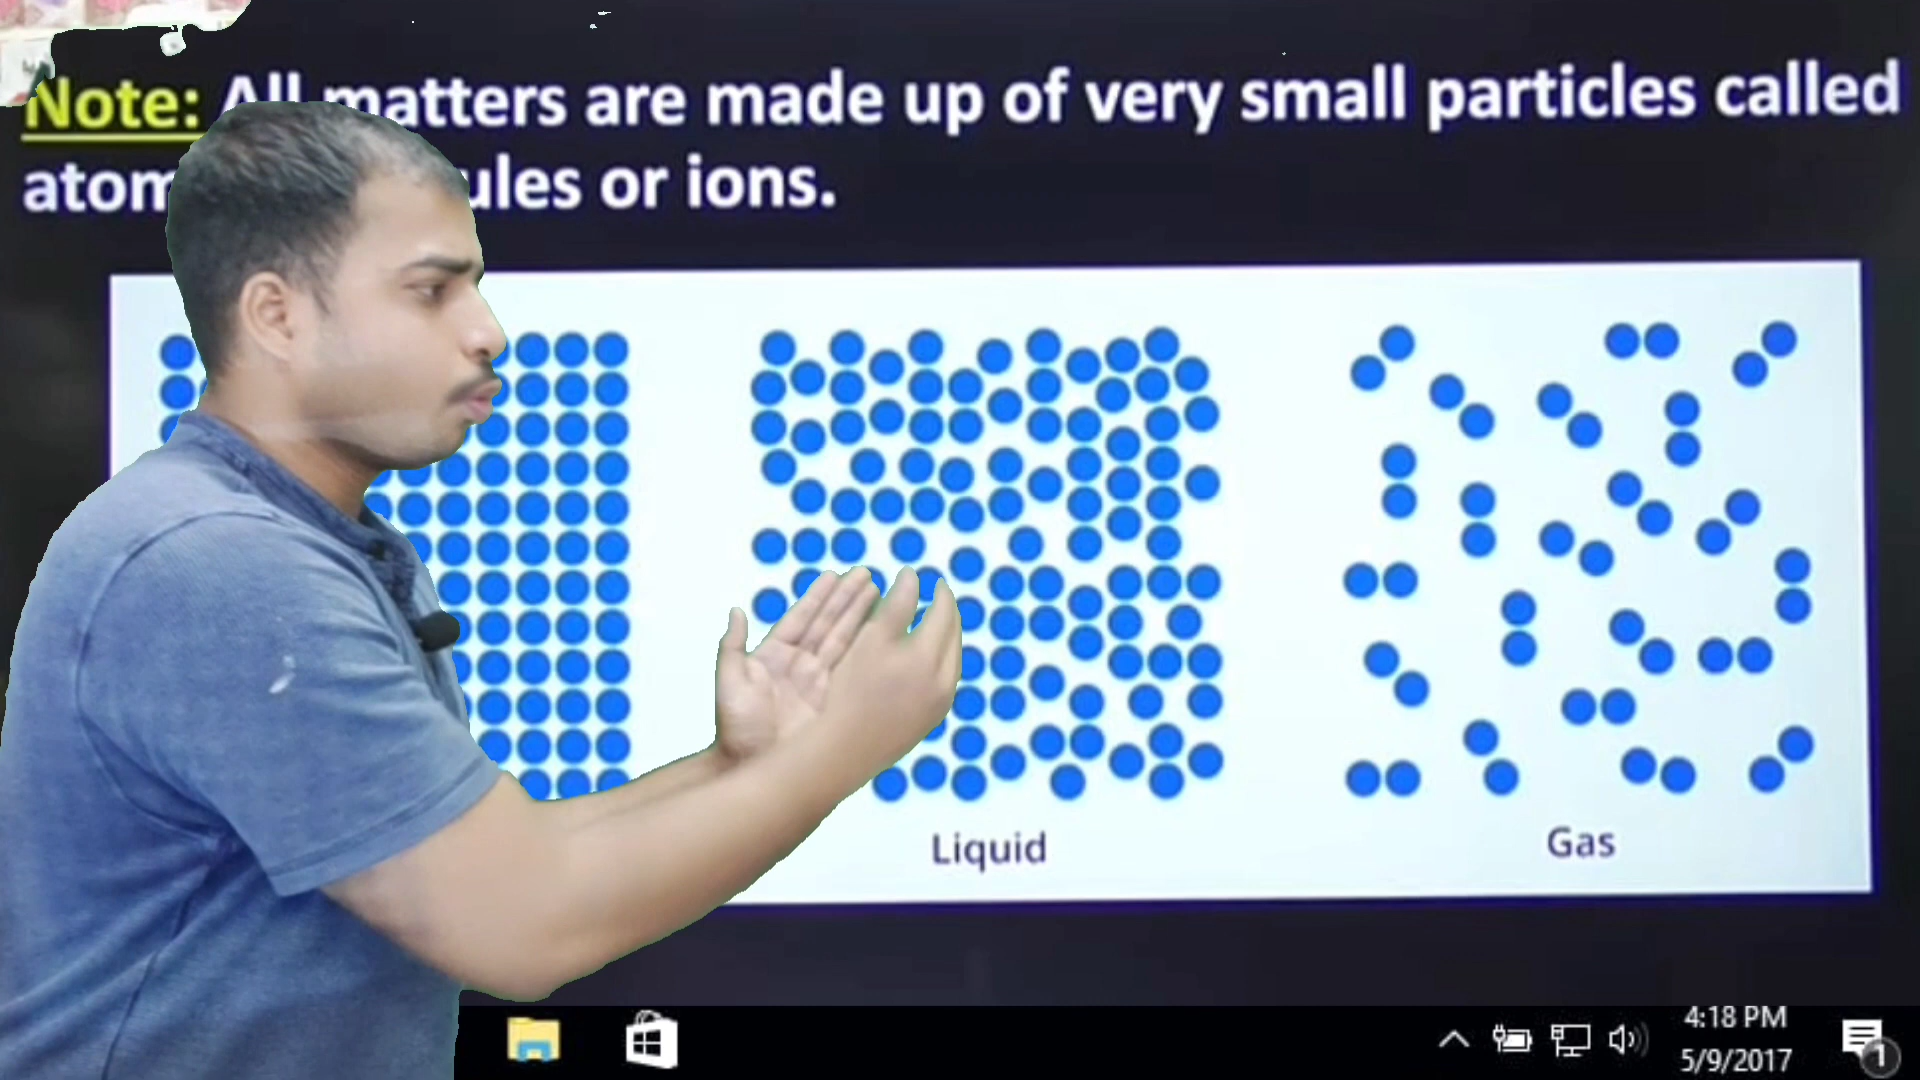 Note: All matters are made up of very small particles called
atom ules or ions.
Liquid
Gas
4:18 PM
5/9/2017
1